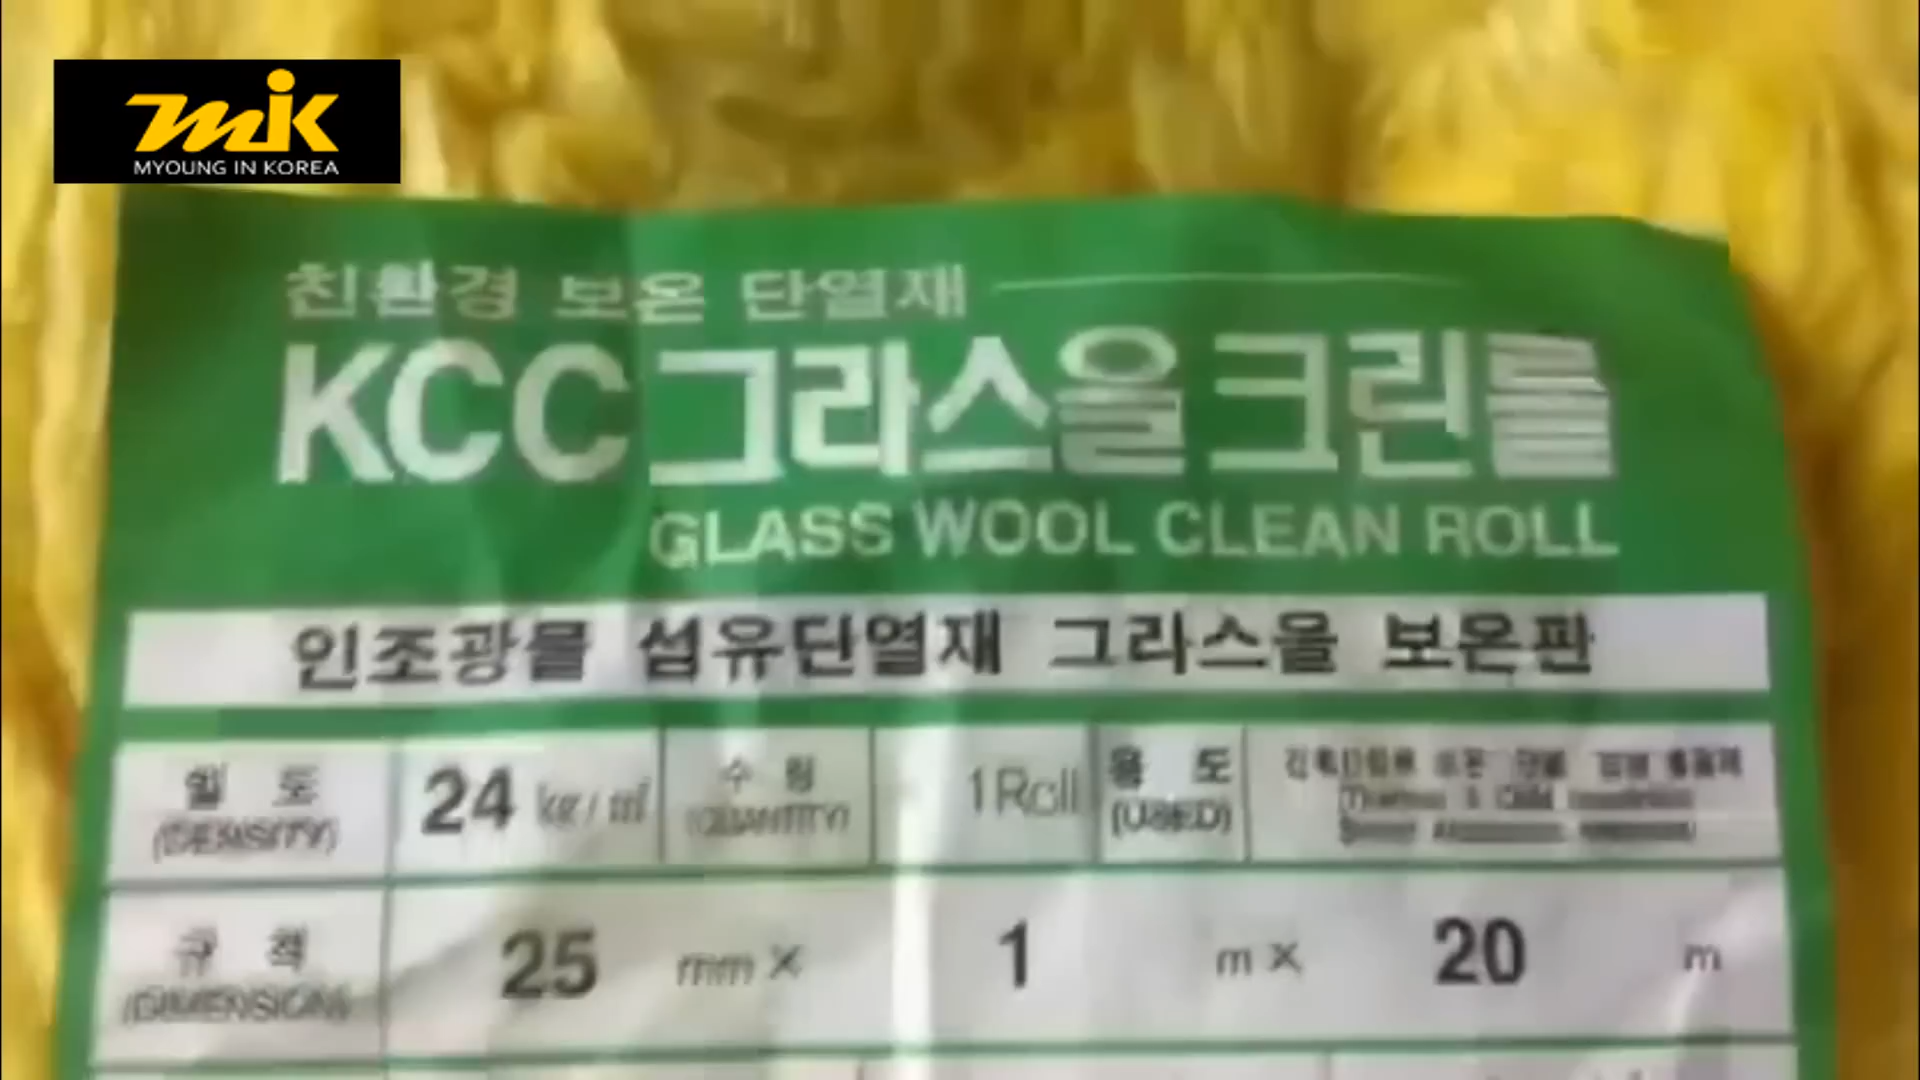 mik
MYOUNG IN KOREA
친환경 보온 단열재
KCC 그라스울 크린롤
GLASS WOOL CLEAN ROLL
인조광물 섬유단열재 그라스울 보온판
밀 도 24 kg/㎥ 수 량 1Roll 용 도
(DENSITY) (QUANTITY) (USED)
규 격 25 mm X 1 m X 20 m
(DIMENSION)